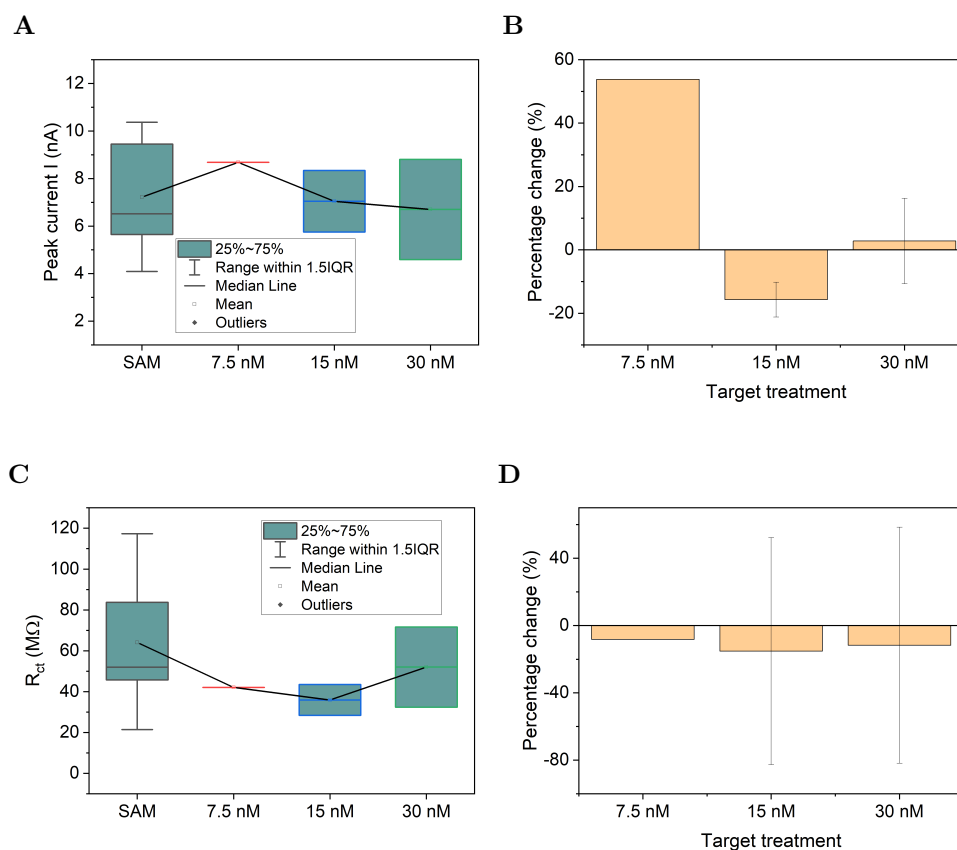 A
Peak current I (nA)
12
10
8
6
4
2
25%~75%
Range within 1.5IQR
Median Line
Mean
Outliers
SAM
7.5 nM
15 nM
30 nM
B
Percentage change (%)
60
40
20
0
-20
7.5 nM
15 nM
30 nM
Target treatment
C
Rct (MΩ)
120
100
80
60
40
20
0
25%~75%
Range within 1.5IQR
Median Line
Mean
Outliers
SAM
7.5 nM
15 nM
30 nM
D
Percentage change (%)
40
0
-40
-80
7.5 nM
15 nM
30 nM
Target treatment